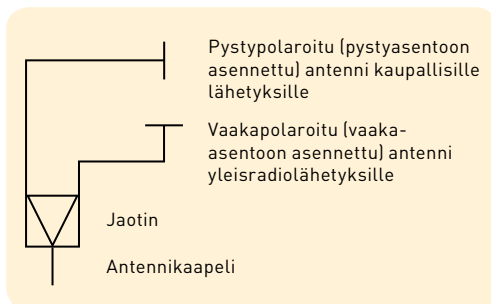 Pystypolaroitu (pystyasentoon
asennettu) antenni kaupallisille
lähetyksille
Vaakapolaroitu (vaaka-
asentoon asennettu) antenni
yleisradiolähetyksille
Jaotin
Antennikaapeli